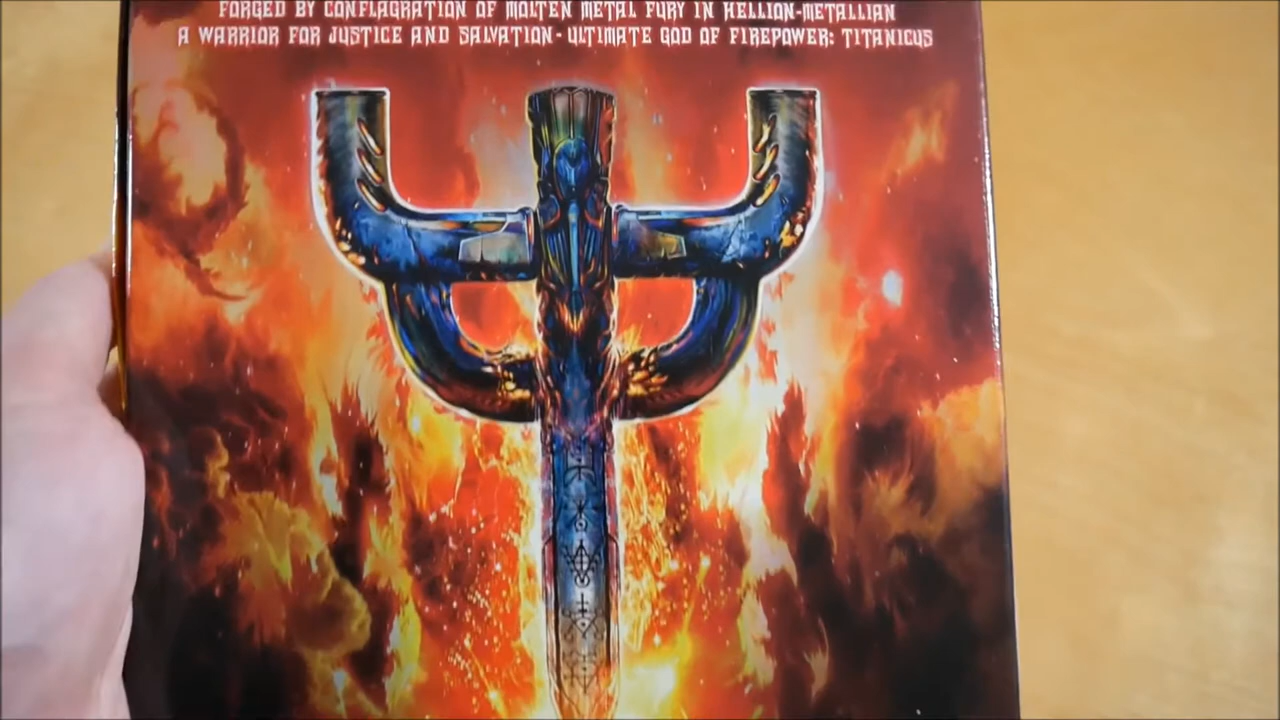 FORGED BY CONFLAGRATION OF MOLTEN METAL FURY IN HELLION-METALLIAN
A WARRIOR FOR JUSTICE AND SALVATION - ULTIMATE GOD OF FIREPOWER: TITANICUS